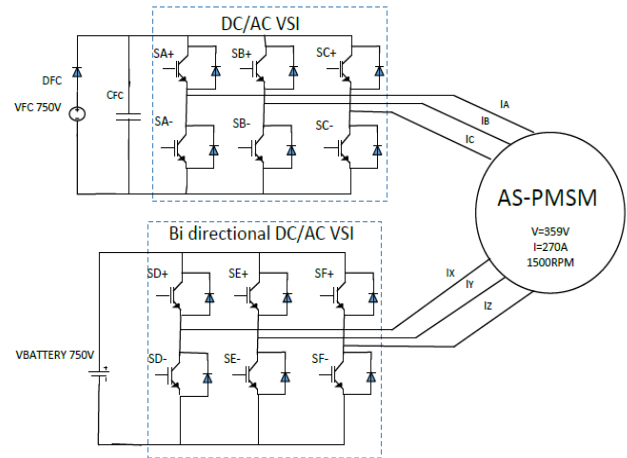 DC/AC VSI
SA+
SB+
SC+
DFC
CFC
VFC 750V
SA-
SB-
SC-
IA
IB
IC
AS-PMSM
V=359V
I=270A
1500RPM
Bi directional DC/AC VSI
SD+
SE+
SF+
IX
IY
IZ
VBATTERY 750V
SD-
SE-
SF-